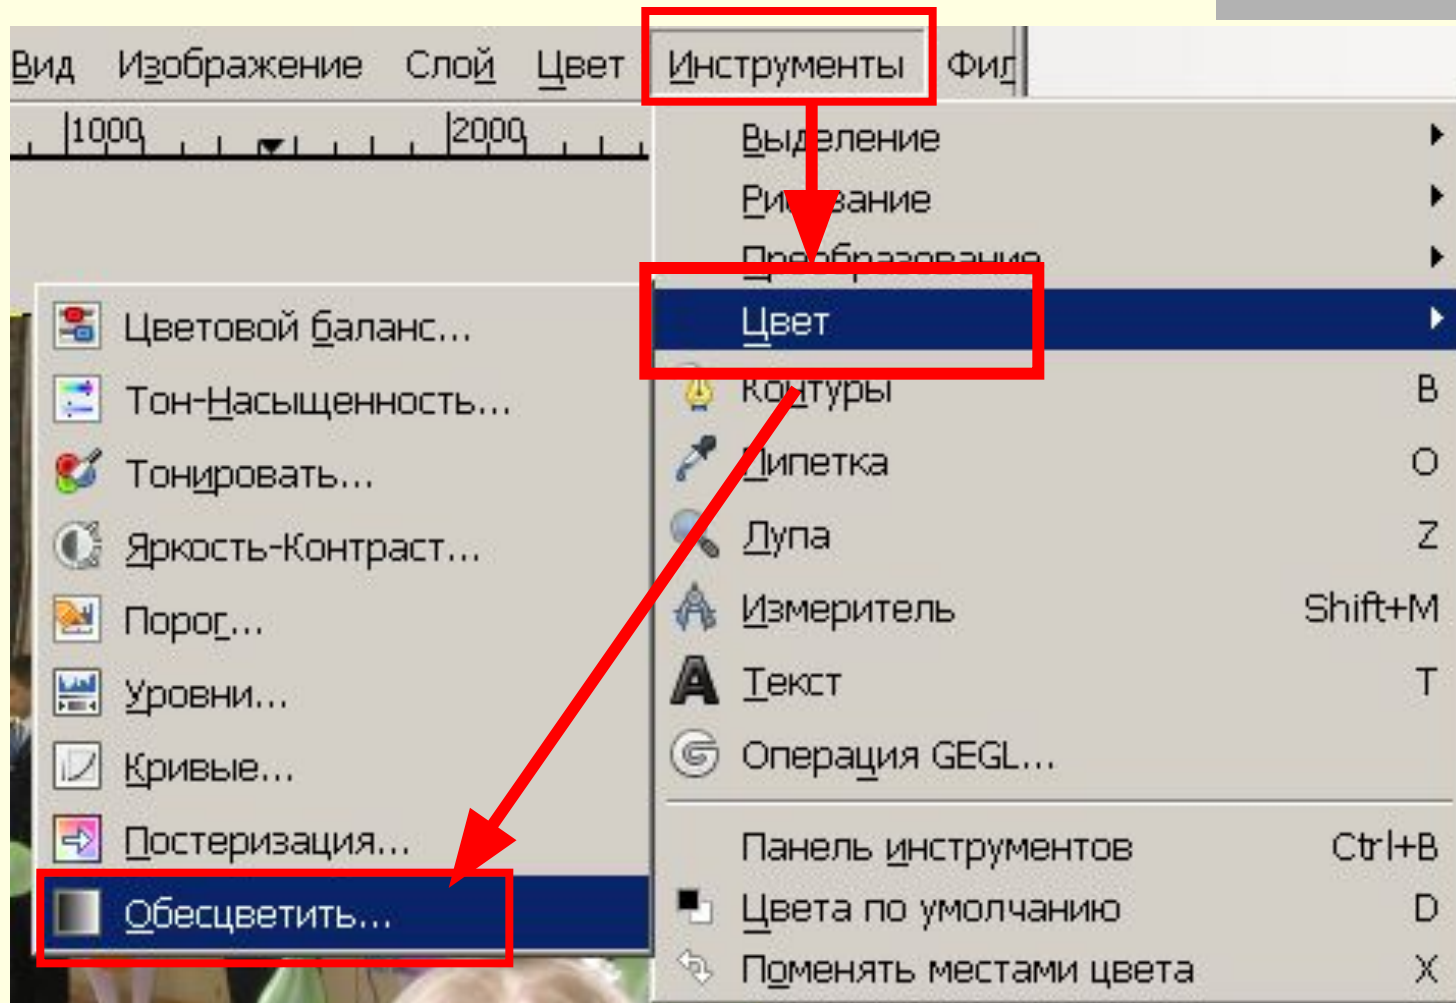 Вид Изображение Слой Цвет Инструменты
1000 2000
Выделение
Рисование
Преобразование
Цвет
Контуры B
Пипетка O
Лупа Z
Измеритель Shift+M
Текст T
Операция GEGL...
Панель инструментов Ctrl+B
Цвета по умолчанию D
Поменять местами цвета X
Цветовой баланс...
Тон-Насыщенность...
Тонировать...
Яркость-Контраст...
Порог...
Уровни...
Кривые...
Постеризация...
Обесцветить...